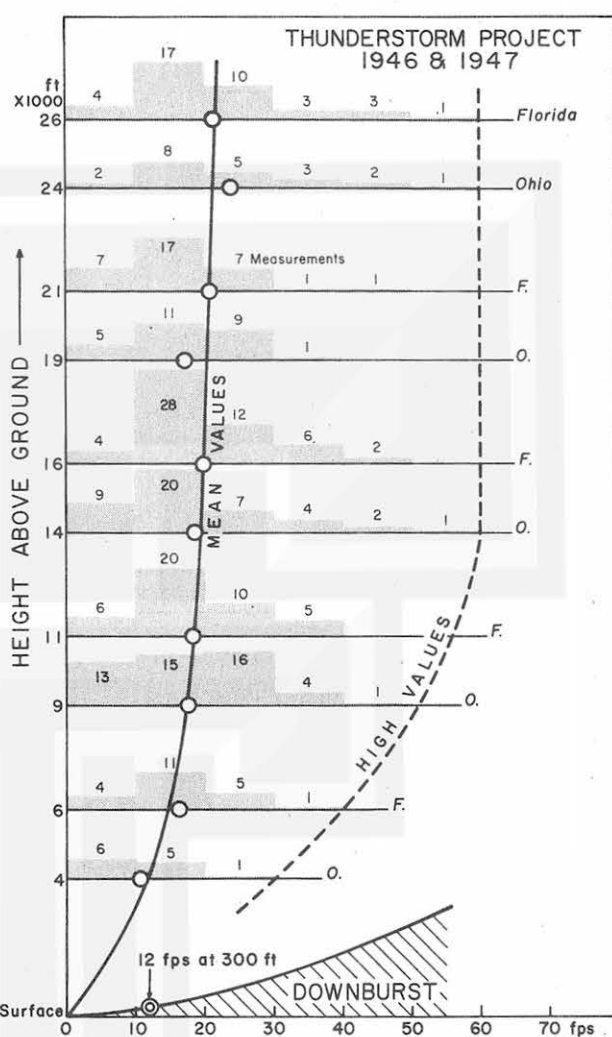 THUNDERSTORM PROJECT
1946 & 1947
ft
X1000
4 17 10 3 3 1
26 Florida
2 8 5 3 2 1
24 Ohio
7 17 7 Measurements 1 1
21 F.
5 11 9 1
19 O.
4 28 12 6 2
16 F.
9 20 7 4 2 1
14 O.
6 20 10 5
11 F.
13 15 16 4 1
9 O.
4 11 5 1
6 F.
6 5 1
4 O.
HEIGHT ABOVE GROUND
MEAN VALUES
HIGH VALUES
12 fps at 300 ft
DOWNBURST
Surface
0 10 20 30 40 50 60 70 fps 80